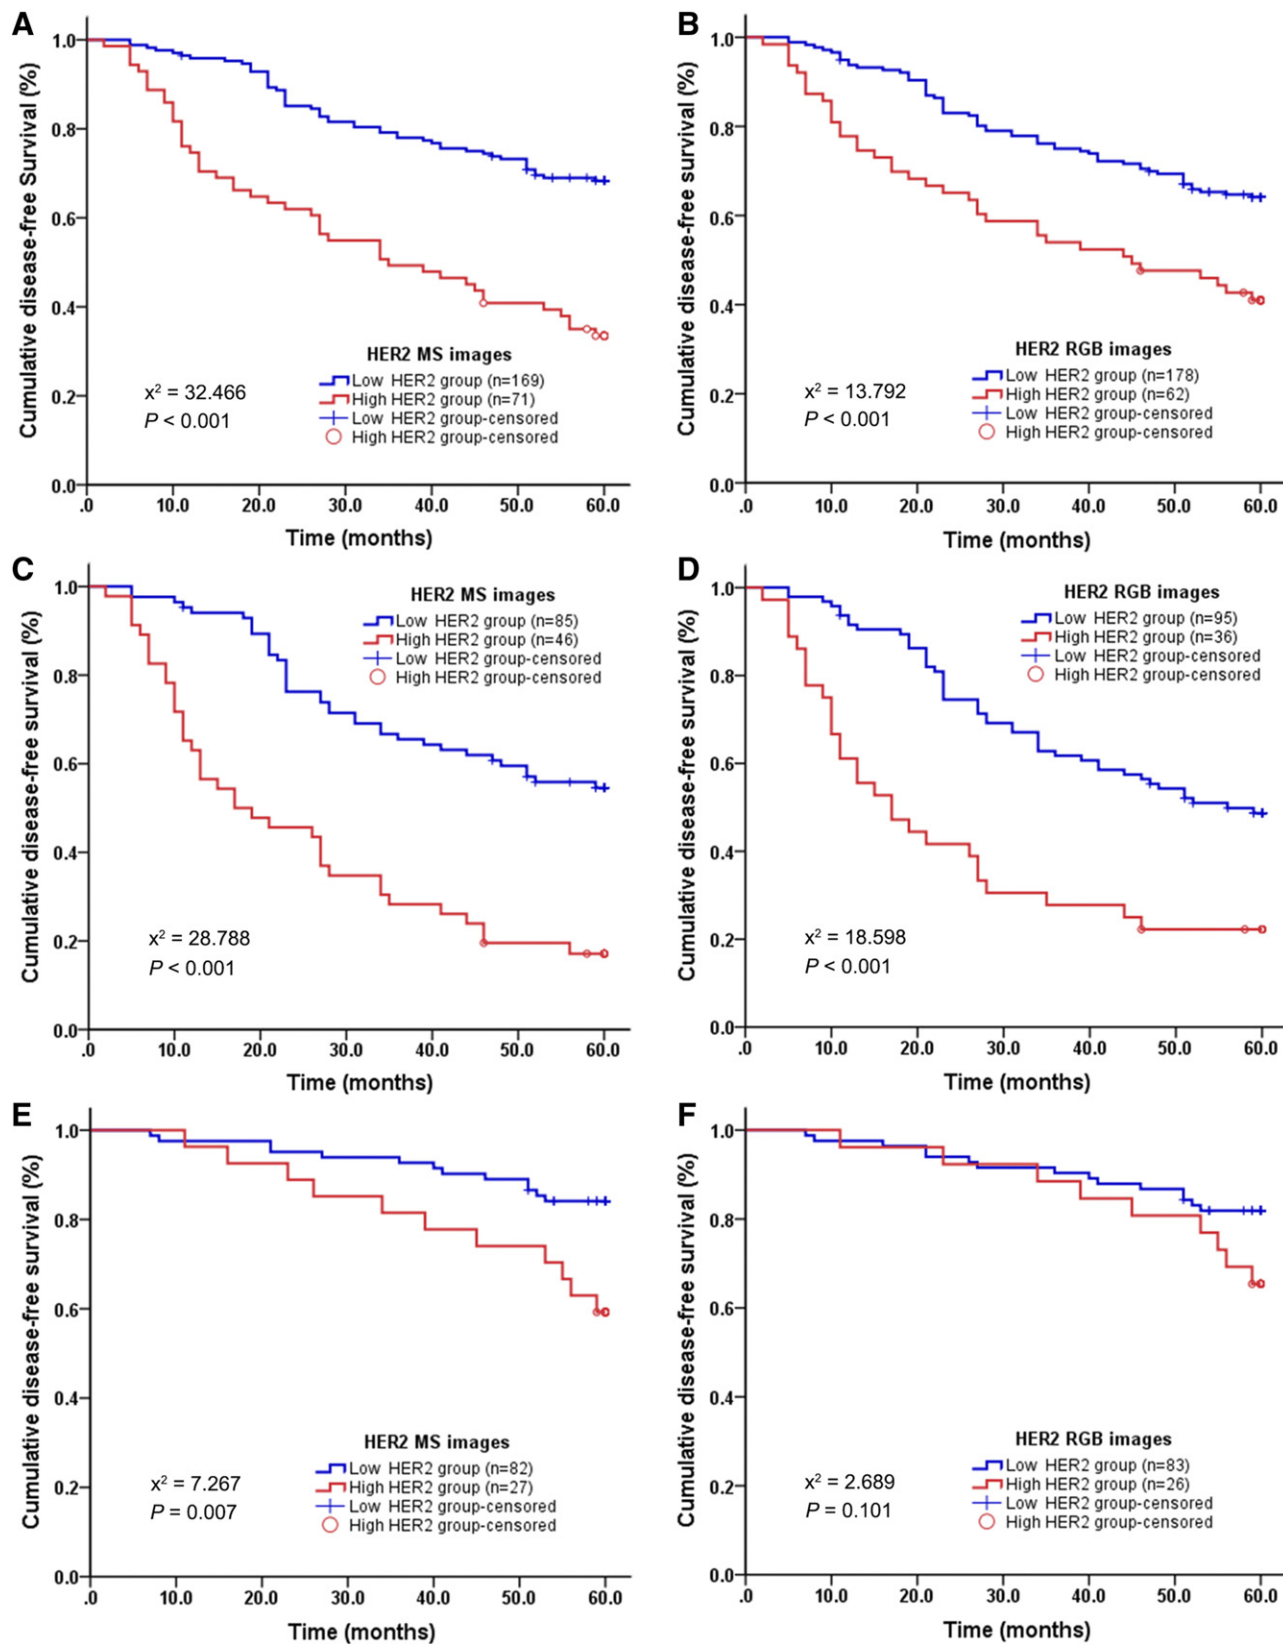 A
Cumulative disease-free Survival (%)
1.0
0.8
0.6
0.4
0.2
0.0
HER2 MS images
Low HER2 group (n=169)
High HER2 group (n=71)
Low HER2 group-censored
High HER2 group-censored
x² = 32.466
P < 0.001
.0 10.0 20.0 30.0 40.0 50.0 60.0
Time (months)
B
Cumulative disease-free survival (%)
1.0
0.8
0.6
0.4
0.2
0.0
HER2 RGB images
Low HER2 group (n=178)
High HER2 group (n=62)
Low HER2 group-censored
High HER2 group-censored
x² = 13.792
P < 0.001
.0 10.0 20.0 30.0 40.0 50.0 60.0
Time (months)
C
Cumulative disease-free survival (%)
1.0
0.8
0.6
0.4
0.2
0.0
HER2 MS images
Low HER2 group (n=85)
High HER2 group (n=46)
Low HER2 group-censored
High HER2 group-censored
x² = 28.788
P < 0.001
.0 10.0 20.0 30.0 40.0 50.0 60.0
Time (months)
D
Cumulative disease-free survival (%)
1.0
0.8
0.6
0.4
0.2
0.0
HER2 RGB images
Low HER2 group (n=95)
High HER2 group (n=36)
Low HER2 group-censored
High HER2 group-censored
x² = 18.598
P < 0.001
.0 10.0 20.0 30.0 40.0 50.0 60.0
Time (months)
E
Cumulative disease-free survival (%)
1.0
0.8
0.6
0.4
0.2
0.0
HER2 MS images
Low HER2 group (n=82)
High HER2 group (n=27)
Low HER2 group-censored
High HER2 group-censored
x² = 7.267
P = 0.007
.0 10.0 20.0 30.0 40.0 50.0 60.0
Time (months)
F
Cumulative disease-free survival (%)
1.0
0.8
0.6
0.4
0.2
0.0
HER2 RGB images
Low HER2 group (n=83)
High HER2 group (n=26)
Low HER2 group-censored
High HER2 group-censored
x² = 2.689
P = 0.101
.0 10.0 20.0 30.0 40.0 50.0 60.0
Time (months)